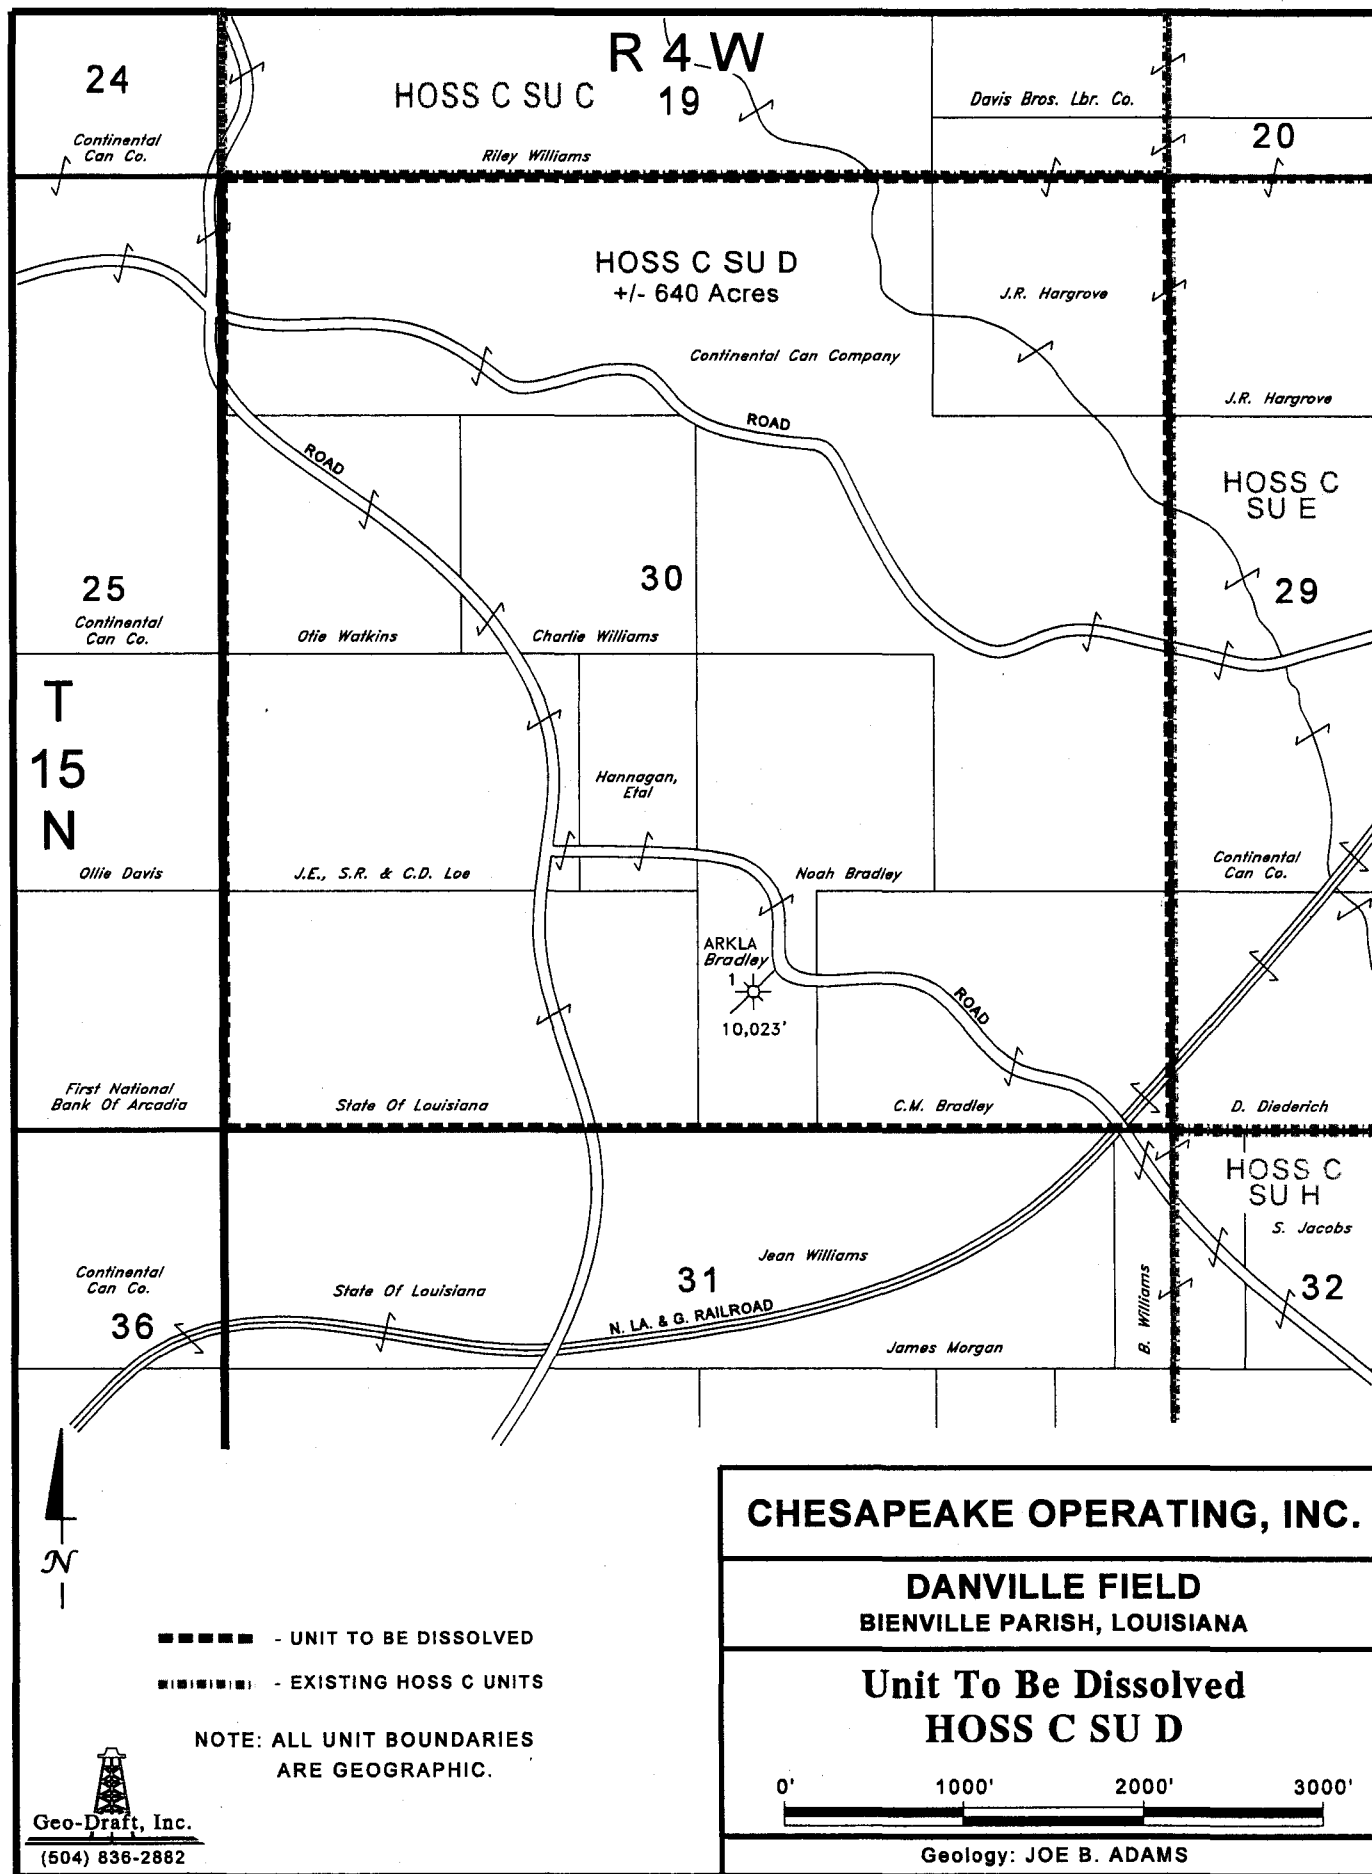 R 4 W
24
HOSS C SU C
19
Davis Bros. Lbr. Co.
Continental
Can Co.
20
Riley Williams
HOSS C SU D
+/- 640 Acres
J.R. Hargrove
Continental Can Company
J.R. Hargrove
ROAD
ROAD
HOSS C
SU E
25
Continental
Can Co.
30
29
Otie Watkins
Charlie Williams
T
15
N
Hannagan,
Etal
Ollie Davis
J.E., S.R. & C.D. Loe
Noah Bradley
Continental
Can Co.
ARKLA
Bradley
1
10,023'
ROAD
First National
Bank Of Arcadia
State Of Louisiana
C.M. Bradley
D. Diederich
HOSS C
SU H
S. Jacobs
Continental
Can Co.
36
State Of Louisiana
31
Jean Williams
B. Williams
32
N. LA. & G. RAILROAD
James Morgan
N
CHESAPEAKE OPERATING, INC.
DANVILLE FIELD
BIENVILLE PARISH, LOUISIANA
- UNIT TO BE DISSOLVED
- EXISTING HOSS C UNITS
NOTE: ALL UNIT BOUNDARIES
ARE GEOGRAPHIC.
Unit To Be Dissolved
HOSS C SU D
0' 1000' 2000' 3000'
Geo-Draft, Inc.
(504) 836-2882
Geology: JOE B. ADAMS